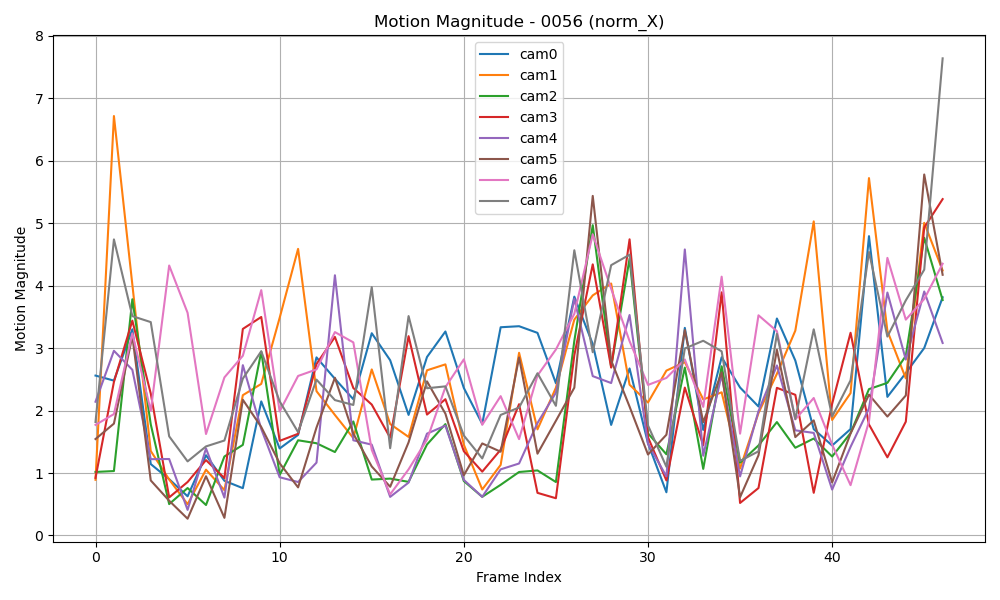 Motion Magnitude - 0056 (norm_X)
8
7
6
5
4
3
2
1
0
Motion Magnitude
cam0
cam1
cam2
cam3
cam4
cam5
cam6
cam7
0 10 20 30 40
Frame Index